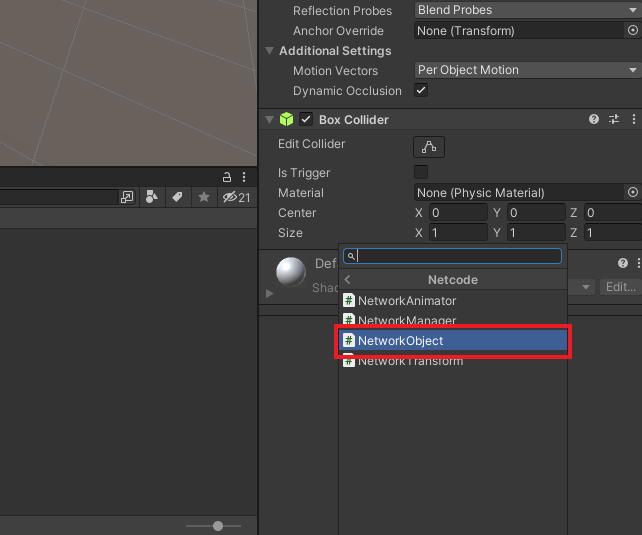 Reflection Probes Blend Probes
Anchor Override None (Transform)
Additional Settings
Motion Vectors Per Object Motion
Dynamic Occlusion
Box Collider
Edit Collider
Is Trigger
Material None (Physic Material)
21
Center X 0 Y 0 Z 0
Size X 1 Y 1 Z 1
Def
Netcode
Sha Edit...
NetworkAnimator
NetworkManager
NetworkObject
NetworkTransform